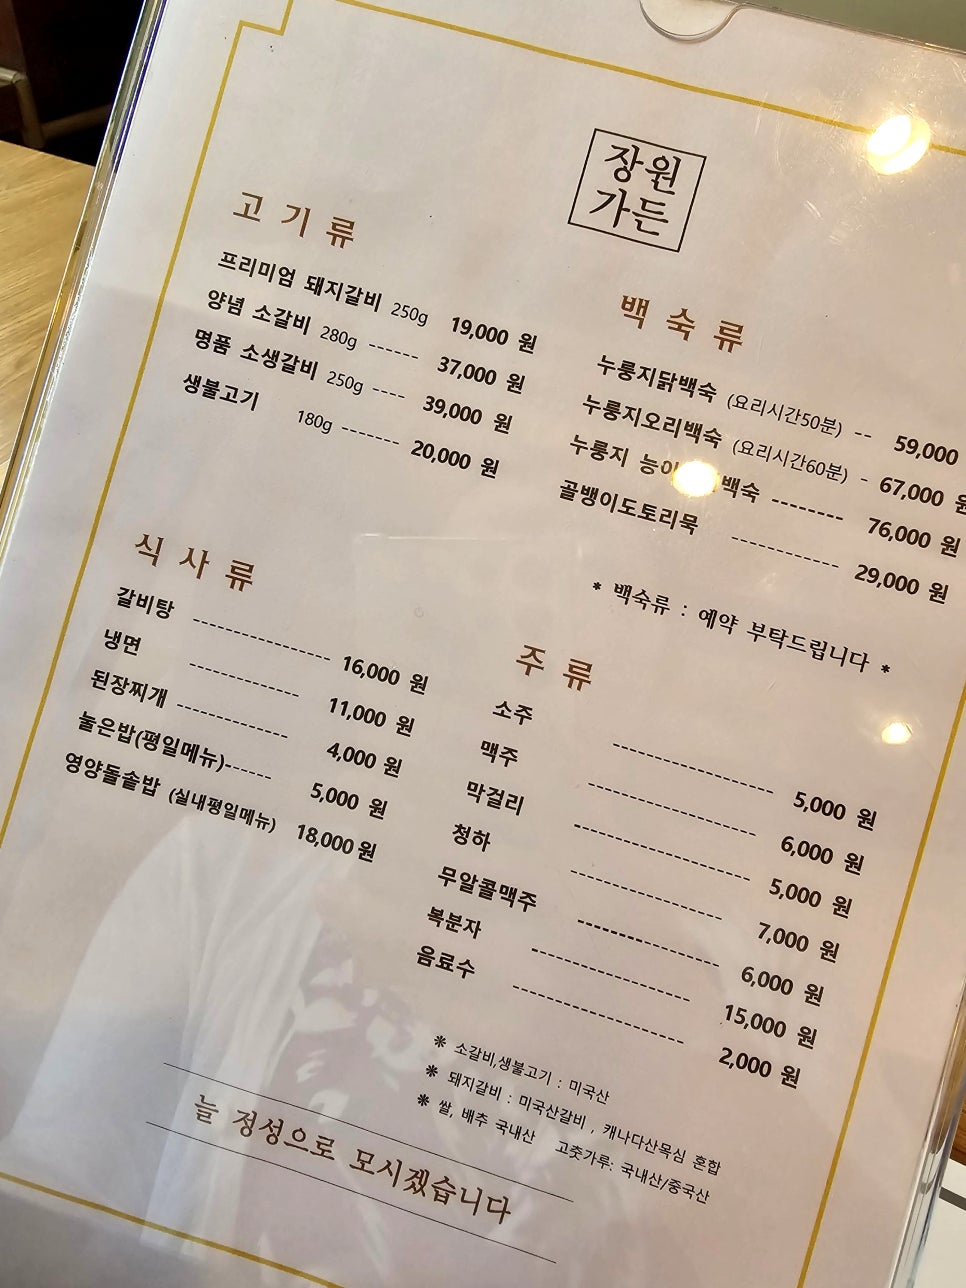 장원
가든
고기류
프리미엄 돼지갈비 250g 19,000 원
양념 소갈비 280g ------ 37,000 원
명품 소생갈비 250g ---- 39,000 원
생불고기 180g ------- 20,000 원
백숙류
누룽지닭백숙 (요리시간50분) -- 59,000
누룽지오리백숙 (요리시간60분) - 67,000 원
누룽지 백숙 -------- 76,000 원
골뱅이도토리묵 ------------ 29,000 원
* 백숙류 : 예약 부탁드립니다 *
식사류
갈비탕 ---------------- 16,000 원
냉면 ------------- 11,000 원
된장찌개 ------------- 4,000 원
눌은밥(평일메뉴)------ 5,000 원
영양돌솥밥 (실내평일메뉴) 18,000 원
주류
소주 ------------------- 5,000 원
맥주 -------------------- 6,000 원
막걸리 --------------------- 5,000 원
청하 ------------------ 7,000 원
무알콜맥주 ----------------- 6,000 원
복분자 ------------------- 15,000 원
음료수 -------------------- 2,000 원
※ 소갈비,생불고기 : 미국산
※ 돼지갈비 : 미국산갈비 , 캐나다산목심 혼합
※ 쌀, 배추 국내산 고춧가루: 국내산/중국산
늘 정성으로 모시겠습니다